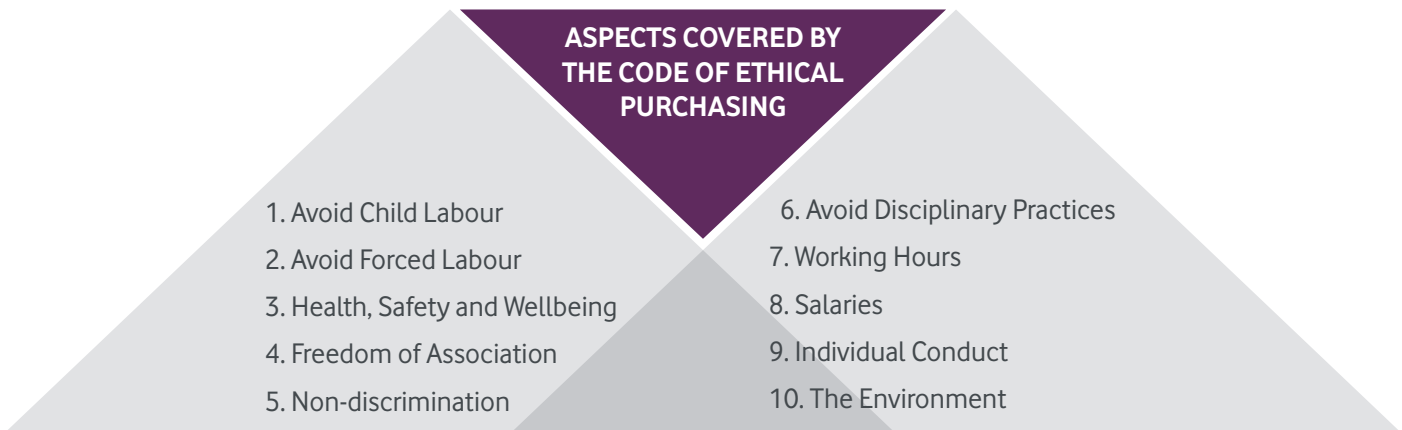 ASPECTS COVERED BY
THE CODE OF ETHICAL
PURCHASING
1. Avoid Child Labour
2. Avoid Forced Labour
3. Health, Safety and Wellbeing
4. Freedom of Association
5. Non-discrimination
6. Avoid Disciplinary Practices
7. Working Hours
8. Salaries
9. Individual Conduct
10. The Environment